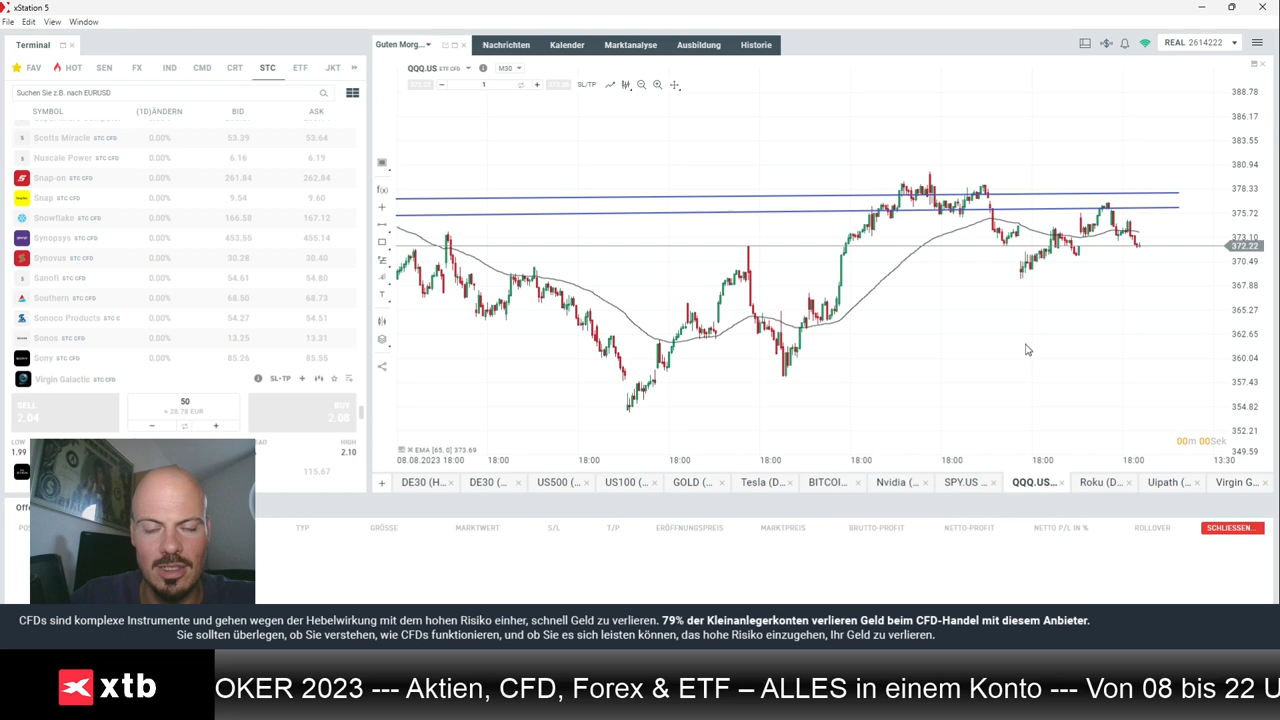 xStation 5
File Edit View Window
Terminal
Guten Morg...
Nachrichten
Kalender
Marktanalyse
Ausbildung
Historie
REAL 2614222
FAV HOT SEN FX IND CMD CRT STC ETF JKT
QQQ.US ETF CFD M30
1 SL/TP
Suchen Sie z.B. nach EURUSD
SYMBOL (1D)ÄNDERN BID ASK
Scotts Miracle STC CFD 0.00% 53.39 53.64
Nuscale Power STC CFD 0.00% 6.16 6.19
Snap-on STC CFD 0.00% 261.84 262.84
Snap STC CFD 0.00% 9.54 9.60
Snowflake STC CFD 0.00% 166.58 167.12
Synopsys STC CFD 0.00% 453.55 455.14
Synovus STC CFD 0.00% 30.28 30.40
Sanofi STC CFD 0.00% 54.61 54.80
Southern STC CFD 0.00% 68.50 68.73
Sonoco Products STC C 0.00% 54.27 54.51
Sonos STC CFD 0.00% 13.25 13.31
Sony STC CFD 0.00% 85.26 85.55
Virgin Galactic STC CFD SL•TP
SELL 2.04
50
≈ 28.78 EUR
BUY 2.08
LOW HIGH
1.99 2.10
115.67
388.78
386.17
383.55
380.94
378.33
375.72
373.10
372.22
370.49
367.88
365.27
362.65
360.04
357.43
354.82
352.21
349.59
00m 00Sek
EMA [65, 0] 373.69
08.08.2023 18:00 18:00 18:00 18:00 18:00 18:00 18:00 18:00 18:00 13:30
DE30 (H... DE30 (... US500 (... US100 (... GOLD (... Tesla (D... BITCOI... Nvidia (... SPY.US ... QQQ.US... Roku (D... Uipath (... Virgin G...
TYP GRÖSSE MARKTWERT S/L T/P ERÖFFNUNGSPREIS MARKTPREIS BRUTTO-PROFIT NETTO-PROFIT NETTO P/L IN % ROLLOVER SCHLIESSEN...
CFDs sind komplexe Instrumente und gehen wegen der Hebelwirkung mit dem hohen Risiko einher, schnell Geld zu verlieren. 79% der Kleinanlegerkonten verlieren Geld beim CFD-Handel mit diesem Anbieter.
Sie sollten überlegen, ob Sie verstehen, wie CFDs funktionieren, und ob Sie es sich leisten können, das hohe Risiko einzugehen, Ihr Geld zu verlieren.
xtb
OKER 2023 --- Aktien, CFD, Forex & ETF – ALLES in einem Konto --- Von 08 bis 22 U